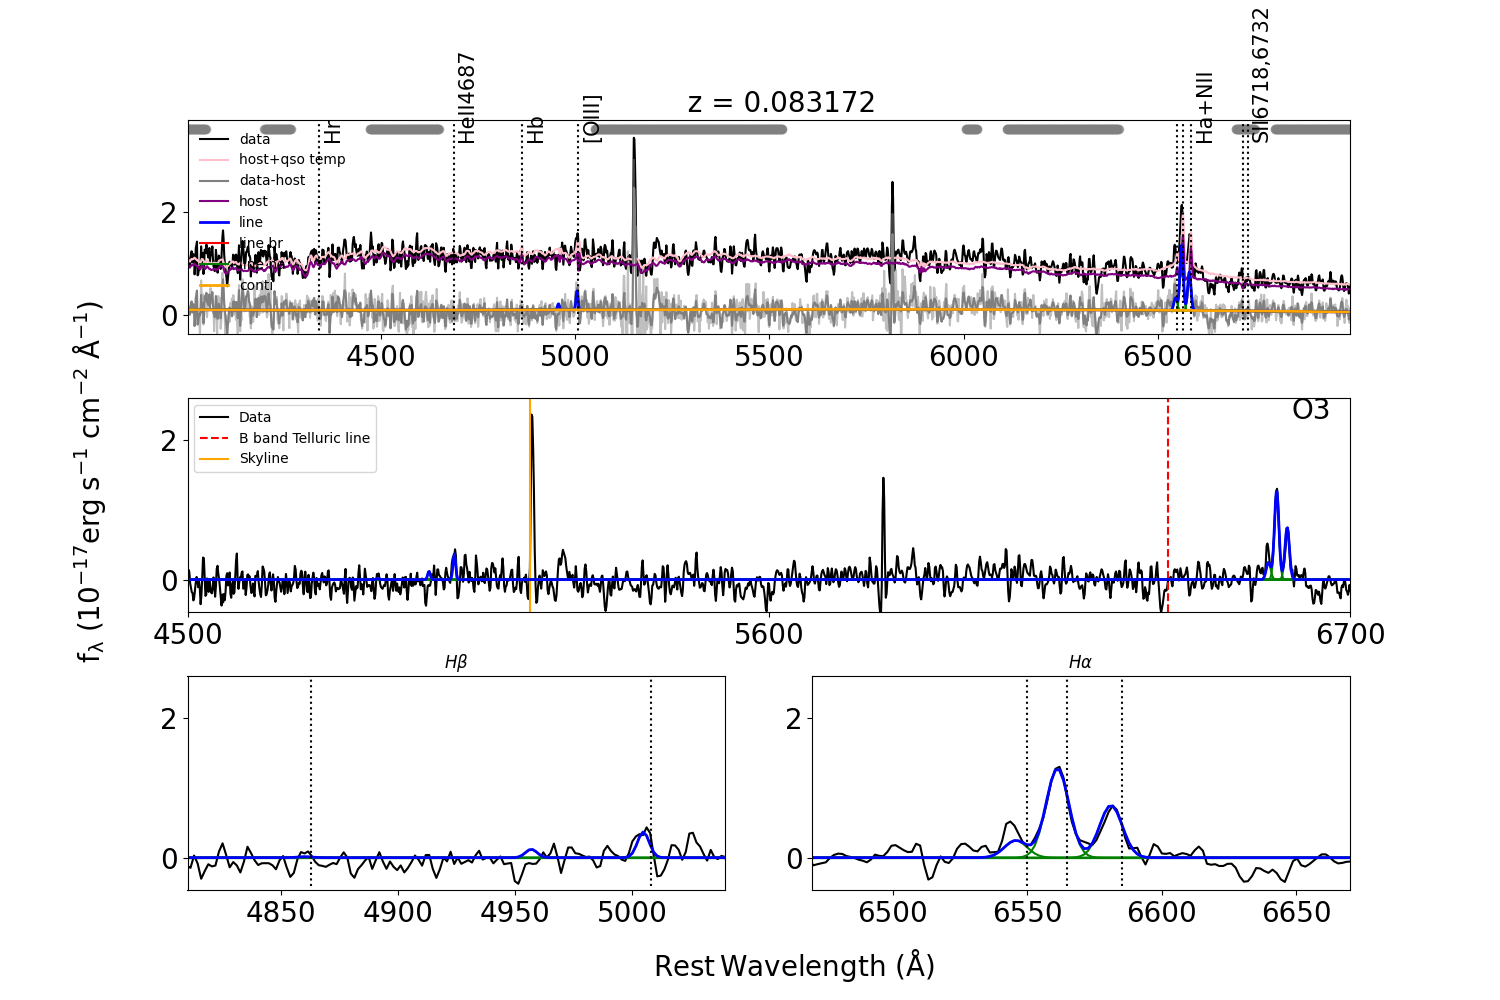 z = 0.083172
Hr
HeII4687
Hb
[OIII]
Ha+NII
SII6718,6732
data
host+qso temp
data-host
host
line
line br
conti
2
0
4500 5000 5500 6000 6500
fλ (10⁻¹⁷erg s⁻¹ cm⁻² Å⁻¹)
O3
Data
B band Telluric line
Skyline
2
0
4500 5600 6700
Hβ
2
0
4850 4900 4950 5000
Hα
2
0
6500 6550 6600 6650
Rest Wavelength (Å)